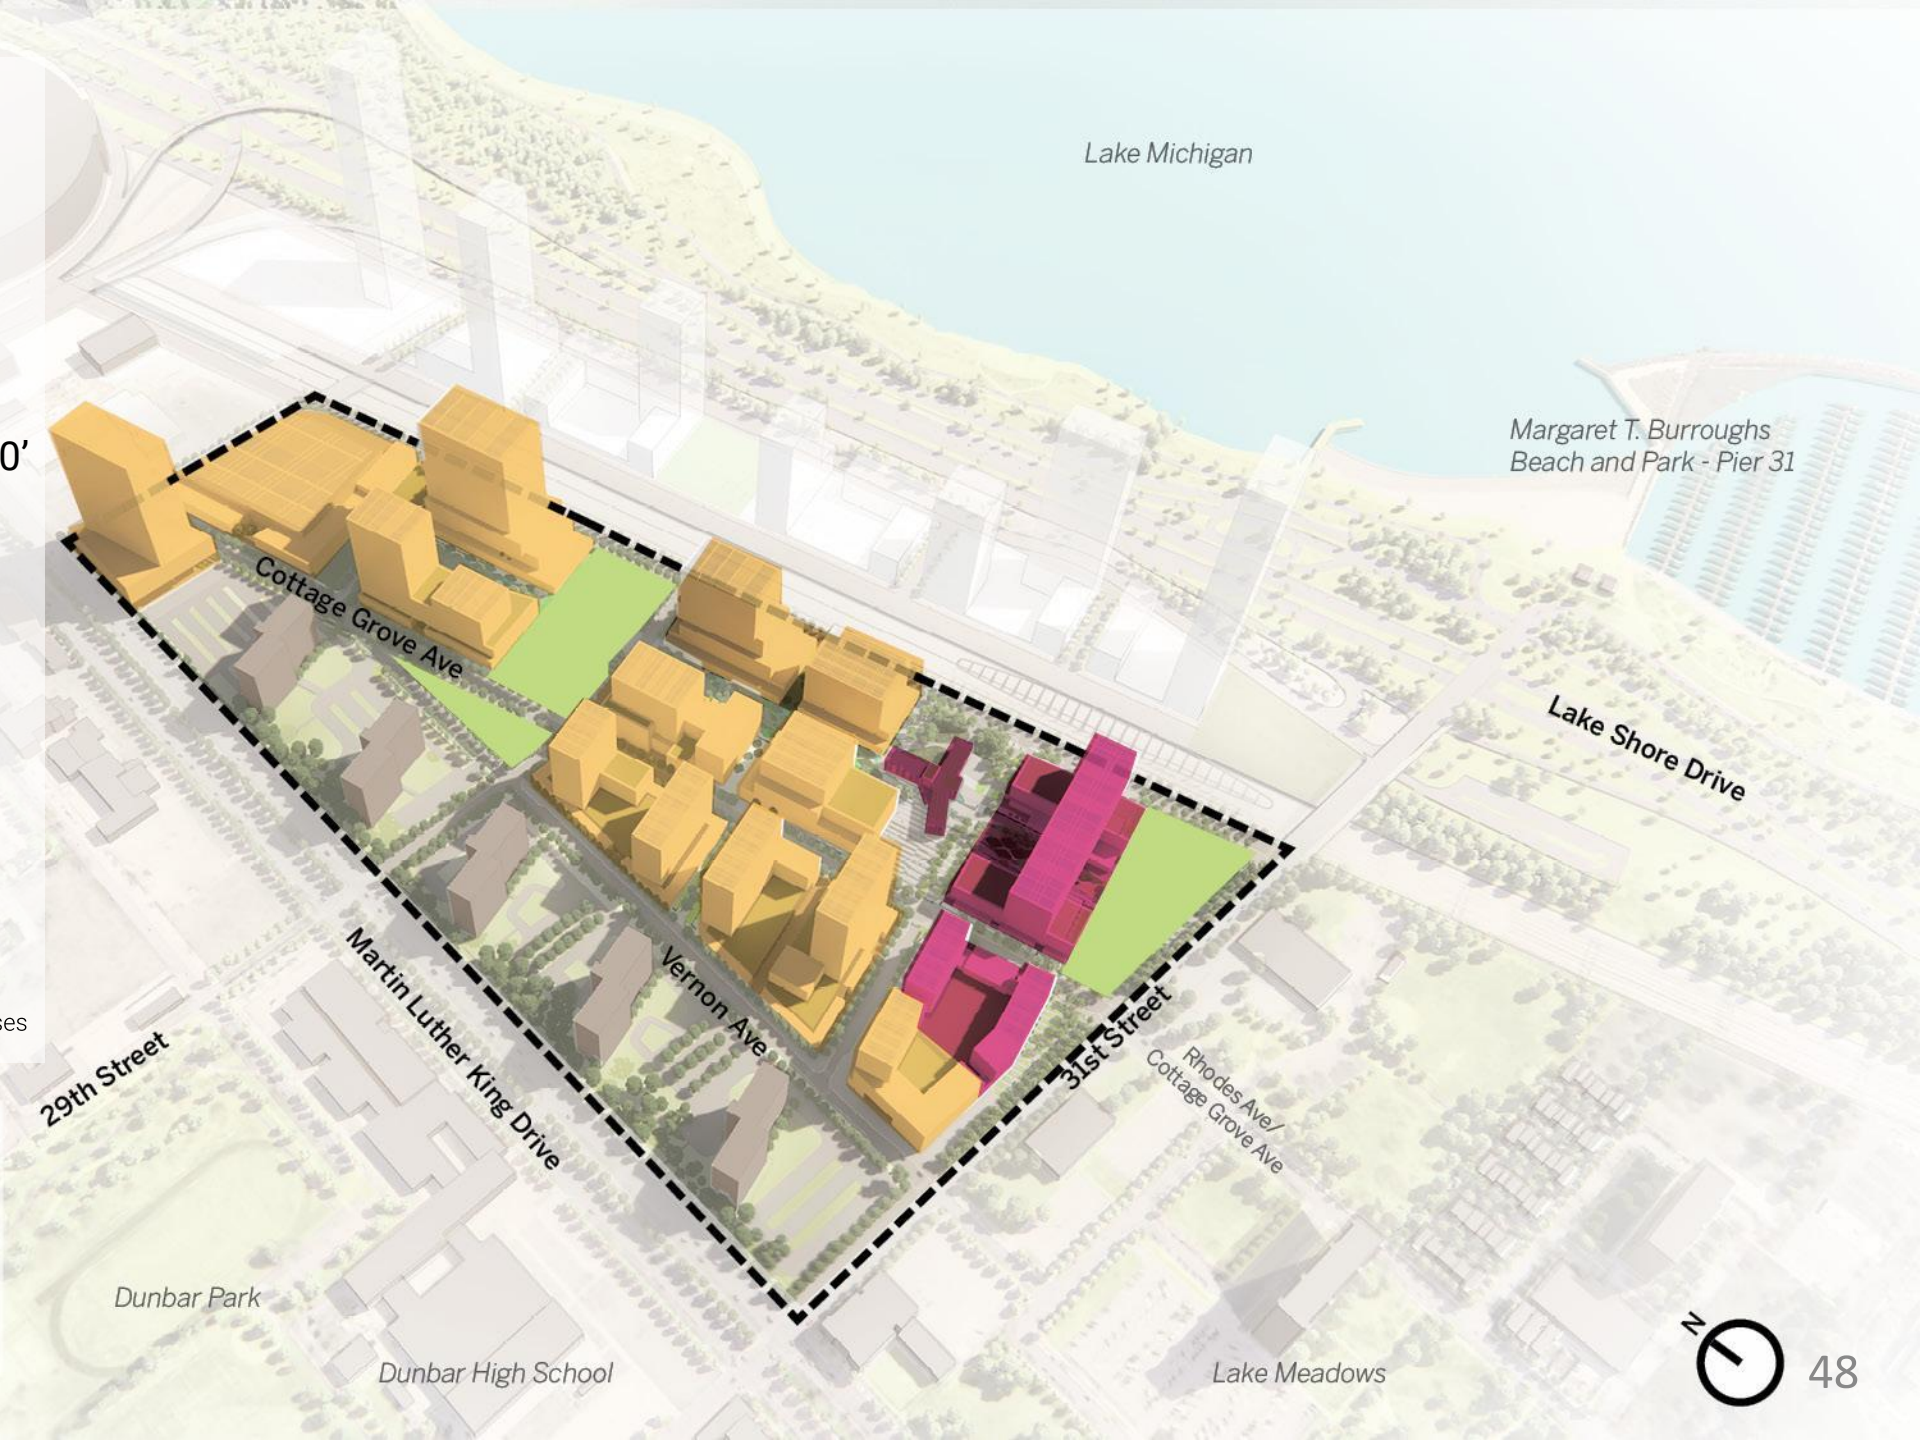 Lake Michigan
Margaret T. Burroughs
Beach and Park - Pier 31
0’
Cottage Grove Ave
Lake Shore Drive
Martin Luther King Drive
Vernon Ave
31st Street
ses
29th Street
Rhodes Ave/
Cottage Grove Ave
Dunbar Park
Dunbar High School
Lake Meadows
N
48